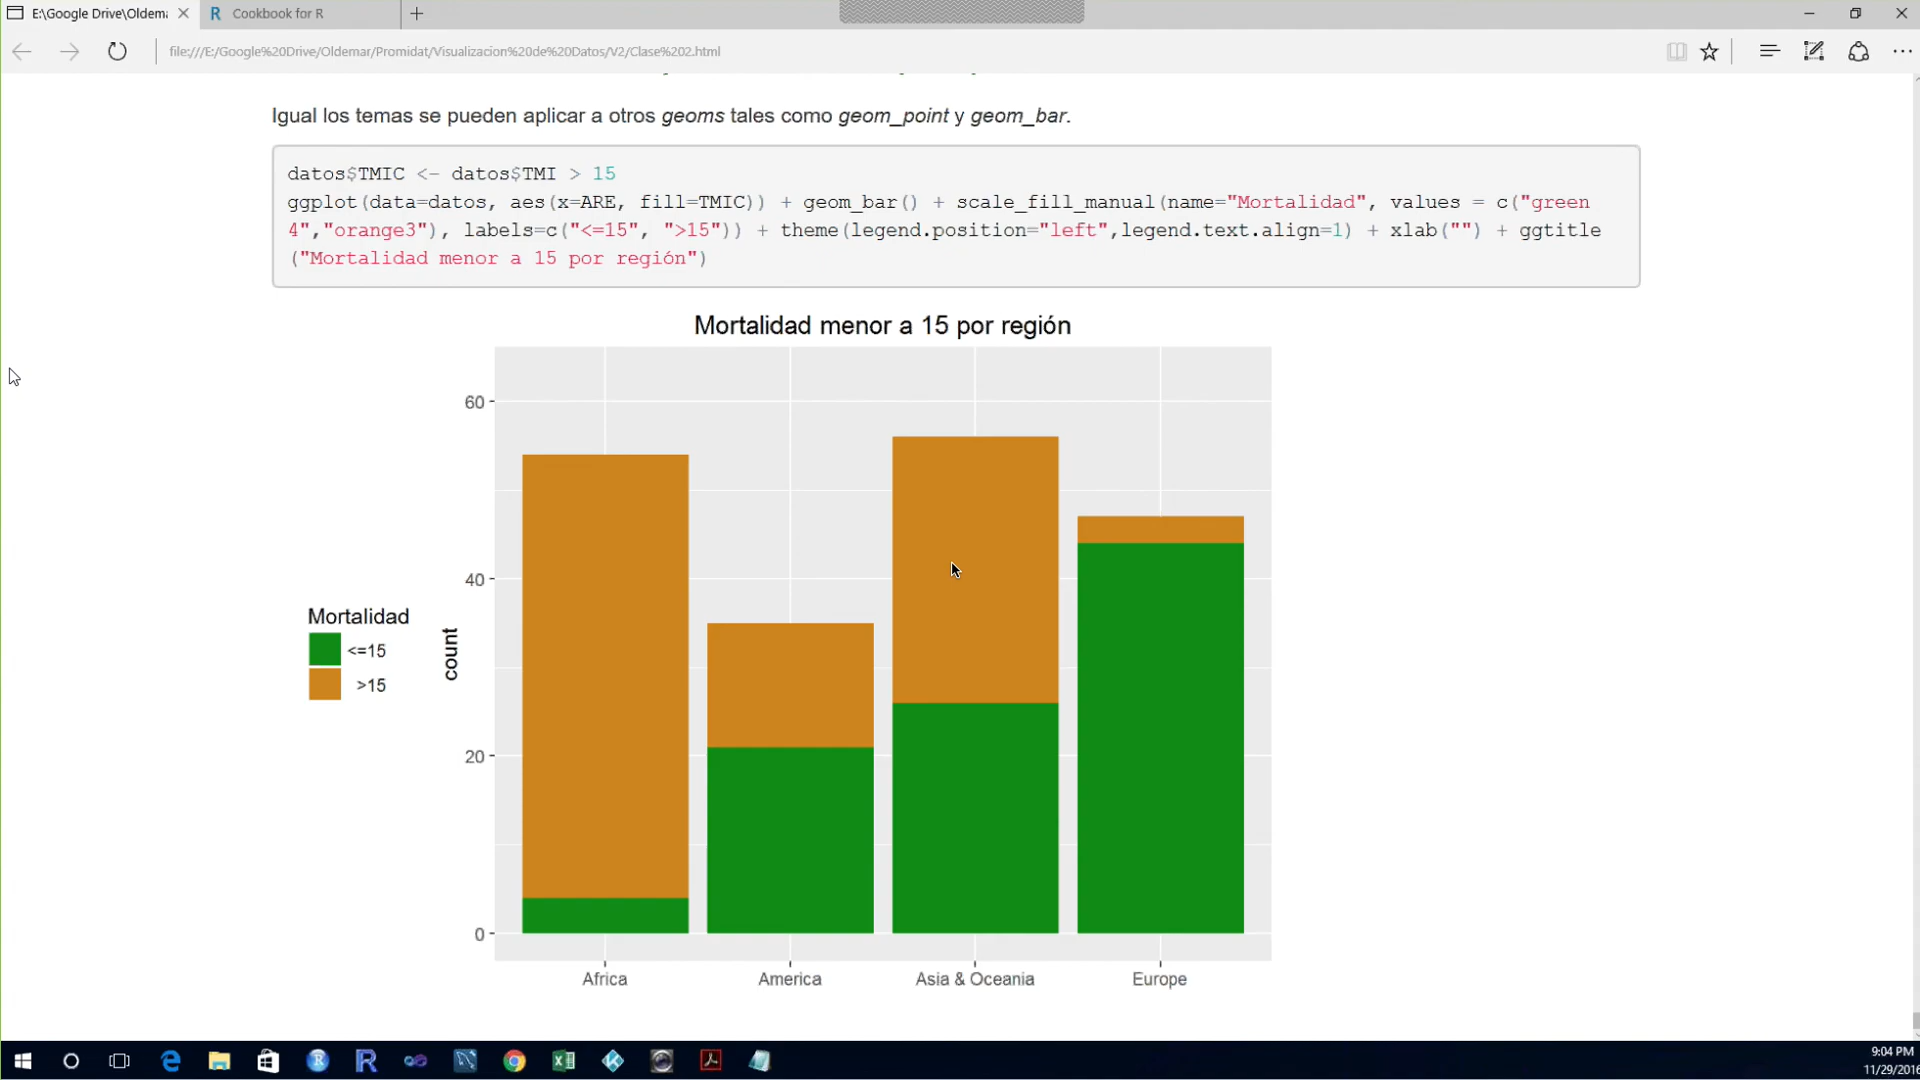 E:\Google Drive\Oldema
Cookbook for R
file:///E:/Google%20Drive/Oldemar/Promidat/Visualizacion%20de%20Datos/V2/Clase%202.html
Igual los temas se pueden aplicar a otros geoms tales como geom_point y geom_bar.
datos$TMIC <- datos$TMI > 15
ggplot(data=datos, aes(x=ARE, fill=TMIC)) + geom_bar() + scale_fill_manual(name="Mortalidad", values = c("green
4","orange3"), labels=c("<=15", ">15")) + theme(legend.position="left",legend.text.align=1) + xlab("") + ggtitle
("Mortalidad menor a 15 por región")
Mortalidad menor a 15 por región
60
40
20
0
count
Mortalidad
<=15
>15
Africa
America
Asia & Oceania
Europe
9:04 PM
11/29/2016